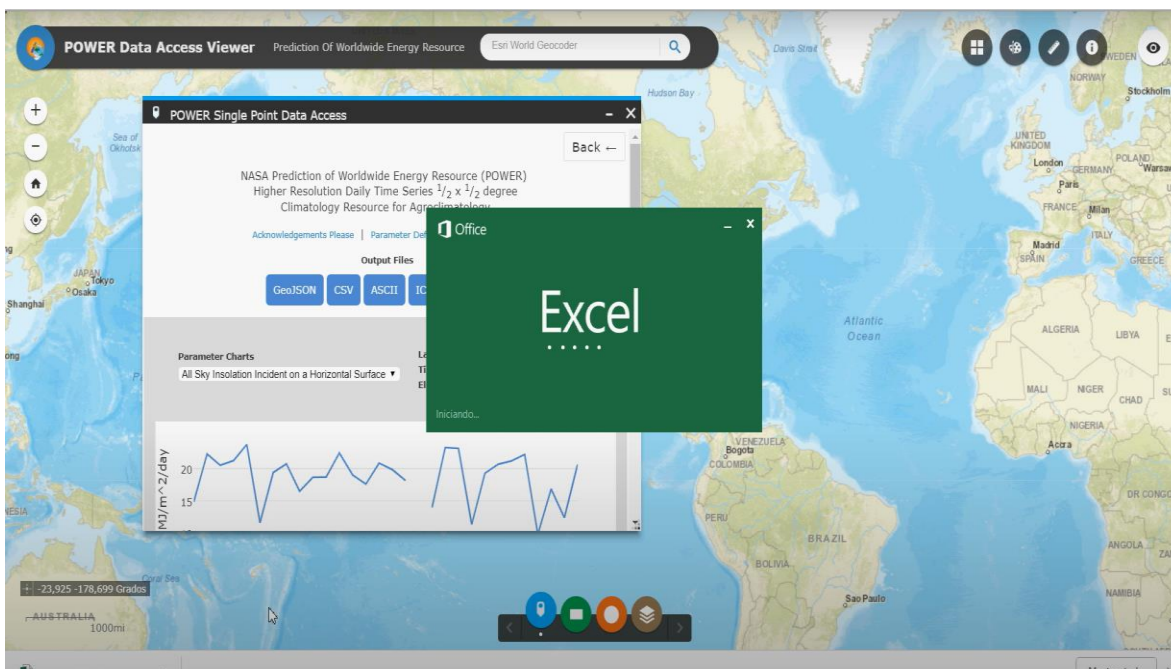 POWER Data Access Viewer Prediction Of Worldwide Energy Resource Esri World Geocoder
Davis Strait
Hudson Bay
NORWAY
Stockholm
POWER Single Point Data Access
Back ←
Sea of
Okhotsk
UNITED
KINGDOM
London
GERMANY
POLAND
Paris
FRANCE
Milan
ITALY
Madrid
SPAIN
GREECE
NASA Prediction of Worldwide Energy Resource (POWER)
Higher Resolution Daily Time Series 1/2 x 1/2 degree
Climatology Resource for Agroclimatology
Acknowledgements Please | Parameter
Output Files
GeoJSON CSV ASCII
Office
Excel
Iniciando...
JAPAN
Tokyo
Osaka
Shanghai
Atlantic
Ocean
ALGERIA
LIBYA
MALI
NIGER
CHAD
NIGERIA
Accra
Parameter Charts
All Sky Insolation Incident on a Horizontal Surface
MJ/m^2/day
20
15
VENEZUELA
Bogota
COLOMBIA
PERU
BRAZIL
BOLIVIA
Sao Paulo
DR CONGO
ANGOLA
NAMIBIA
Coral Sea
-23,925 -178,699 Grados
AUSTRALIA
1000mi